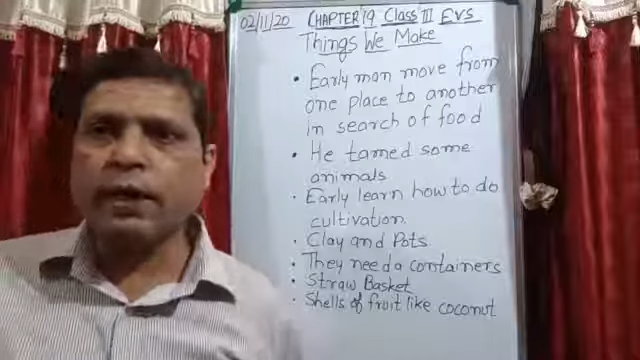 02/11/20 CHAPTER 19 Class III EVS
Things We Make
• Early man move from
one place to another
in search of food
• He tamed some
animals
• Early learn how to do
cultivation.
• Clay and Pots.
• They need a containers
• Straw Basket
• Shells of fruit like coconut